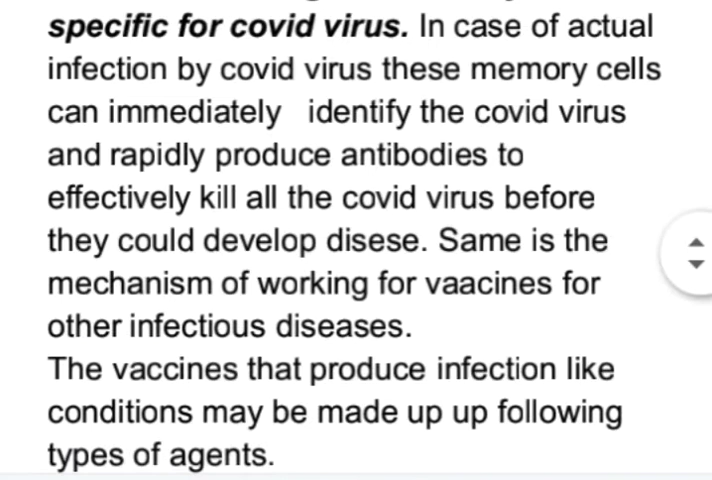 specific for covid virus. In case of actual
infection by covid virus these memory cells
can immediately identify the covid virus
and rapidly produce antibodies to
effectively kill all the covid virus before
they could develop disese. Same is the
mechanism of working for vaacines for
other infectious diseases.
The vaccines that produce infection like
conditions may be made up up following
types of agents.